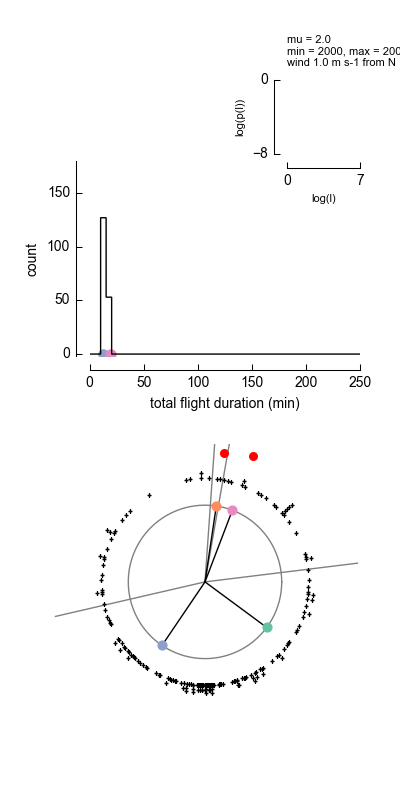 mu = 2.0
min = 2000, max = 200
wind 1.0 m s-1 from N
0
log(p(l))
−8
0 7
log(l)
150
count
100
50
0
0 50 100 150 200 250
total flight duration (min)